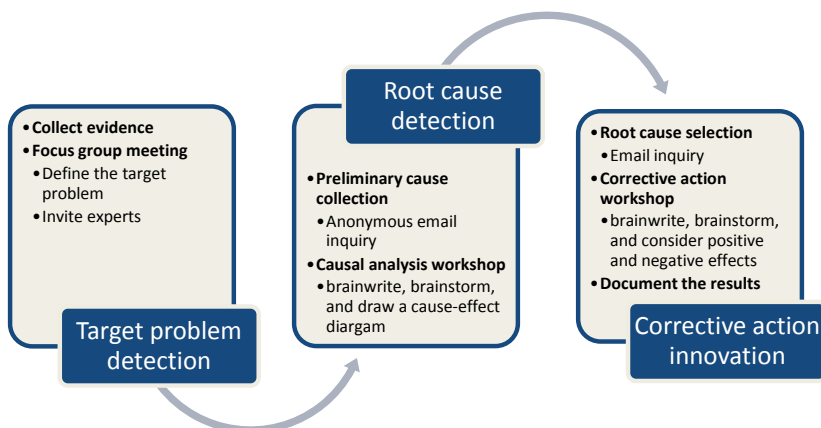 •Collect evidence
•Focus group meeting
•Define the target
problem
•Invite experts
Target problem
detection
Root cause
detection
•Preliminary cause
collection
•Anonymous email
inquiry
•Causal analysis workshop
•brainwrite, brainstorm,
and draw a cause-effect
diargam
•Root cause selection
•Email inquiry
•Corrective action
workshop
•brainwrite, brainstorm,
and consider positive
and negative effects
•Document the results
Corrective action
innovation